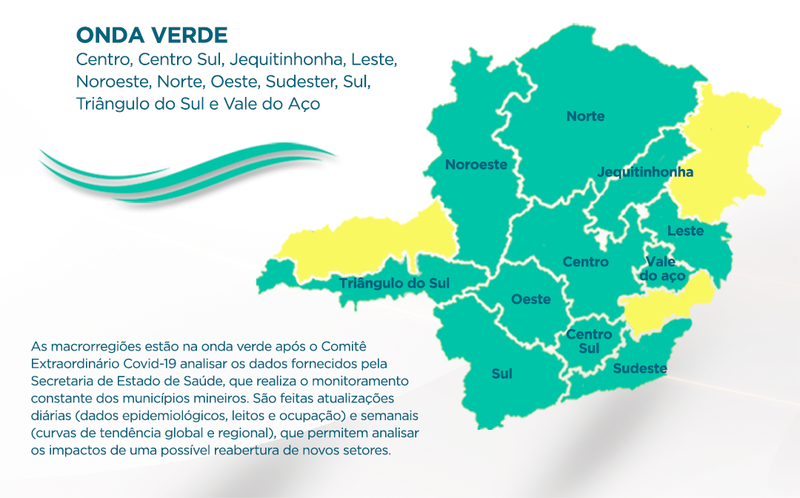 ONDA VERDE
Centro, Centro Sul, Jequitinhonha, Leste,
Noroeste, Norte, Oeste, Sudester, Sul,
Triângulo do Sul e Vale do Aço
Norte
Noroeste
Jequitinhonha
Leste
Centro
Vale
do aço
Triângulo do Sul
Oeste
Centro
Sul
Sul
Sudeste
As macrorregiões estão na onda verde após o Comitê
Extraordinário Covid-19 analisar os dados fornecidos pela
Secretaria de Estado de Saúde, que realiza o monitoramento
constante dos municípios mineiros. São feitas atualizações
diárias (dados epidemiológicos, leitos e ocupação) e semanais
(curvas de tendência global e regional), que permitem analisar
os impactos de uma possível reabertura de novos setores.